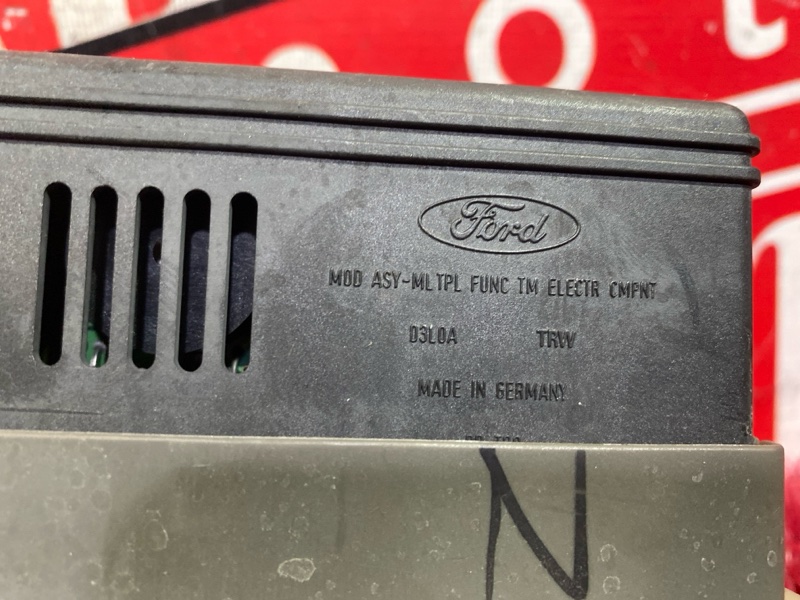 Ford
MOD ASY-MLTPL FUNC TM ELECTR CMPNT
D3L0A TRW
MADE IN GERMANY
N